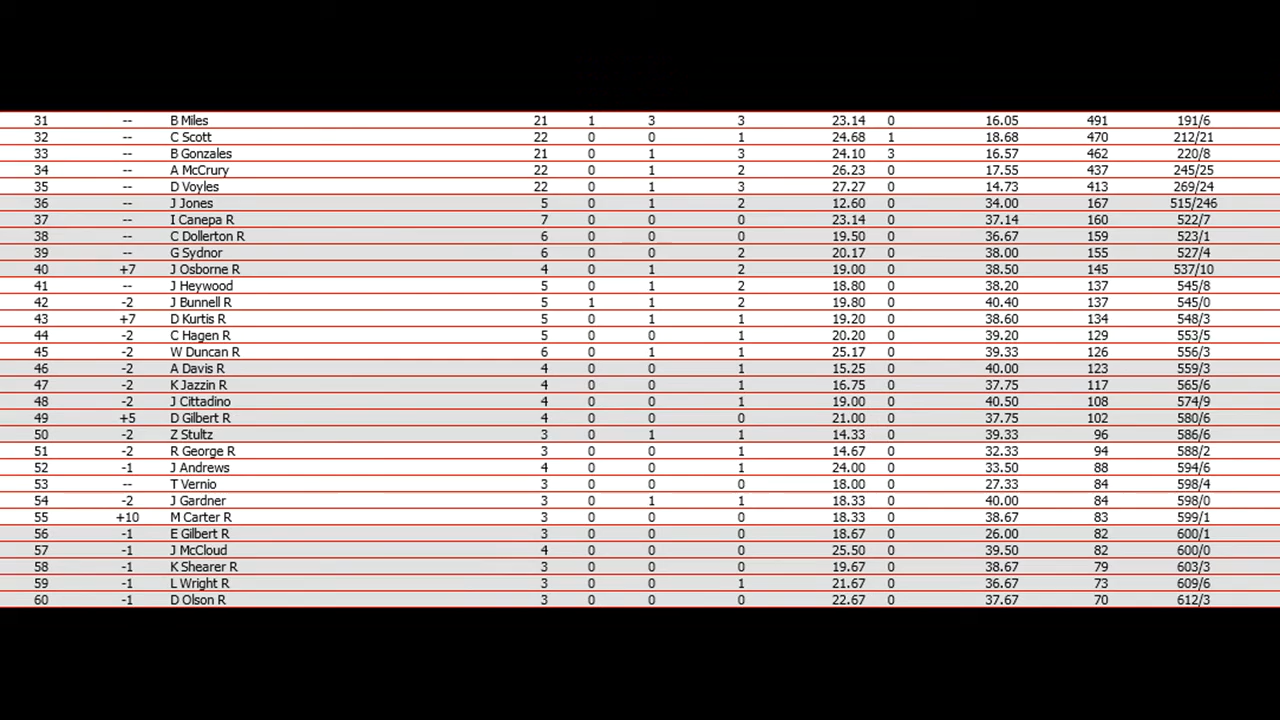 31 -- B Miles 21 1 3 3 23.14 0 16.05 491 191/6
32 -- C Scott 22 0 0 1 24.68 1 18.68 470 212/21
33 -- B Gonzales 21 0 1 3 24.10 3 16.57 462 220/8
34 -- A McCrury 22 0 1 2 26.23 0 17.55 437 245/25
35 -- D Voyles 22 0 1 3 27.27 0 14.73 413 269/24
36 -- J Jones 5 0 1 2 12.60 0 34.00 167 515/246
37 -- I Canepa R 7 0 0 0 23.14 0 37.14 160 522/7
38 -- C Dollerton R 6 0 0 0 19.50 0 36.67 159 523/1
39 -- G Sydnor 6 0 0 2 20.17 0 38.00 155 527/4
40 +7 J Osborne R 4 0 1 2 19.00 0 38.50 145 537/10
41 -- J Heywood 5 0 1 2 18.80 0 38.20 137 545/8
42 -2 J Bunnell R 5 1 1 2 19.80 0 40.40 137 545/0
43 +7 D Kurtis R 5 0 1 1 19.20 0 38.60 134 548/3
44 -2 C Hagen R 5 0 0 1 20.20 0 39.20 129 553/5
45 -2 W Duncan R 6 0 1 1 25.17 0 39.33 126 556/3
46 -2 A Davis R 4 0 0 1 15.25 0 40.00 123 559/3
47 -2 K Jazzin R 4 0 0 1 16.75 0 37.75 117 565/6
48 -2 J Cittadino 4 0 0 1 19.00 0 40.50 108 574/9
49 +5 D Gilbert R 4 0 0 0 21.00 0 37.75 102 580/6
50 -2 Z Stultz 3 0 1 1 14.33 0 39.33 96 586/6
51 -2 R George R 3 0 0 1 14.67 0 32.33 94 588/2
52 -1 J Andrews 4 0 0 1 24.00 0 33.50 88 594/6
53 -- T Vernio 3 0 0 0 18.00 0 27.33 84 598/4
54 -2 J Gardner 3 0 1 1 18.33 0 40.00 84 598/0
55 +10 M Carter R 3 0 0 0 18.33 0 38.67 83 599/1
56 -1 E Gilbert R 3 0 0 0 18.67 0 26.00 82 600/1
57 -1 J McCloud 4 0 0 0 25.50 0 39.50 82 600/0
58 -1 K Shearer R 3 0 0 0 19.67 0 38.67 79 603/3
59 -1 L Wright R 3 0 0 1 21.67 0 36.67 73 609/6
60 -1 D Olson R 3 0 0 0 22.67 0 37.67 70 612/3